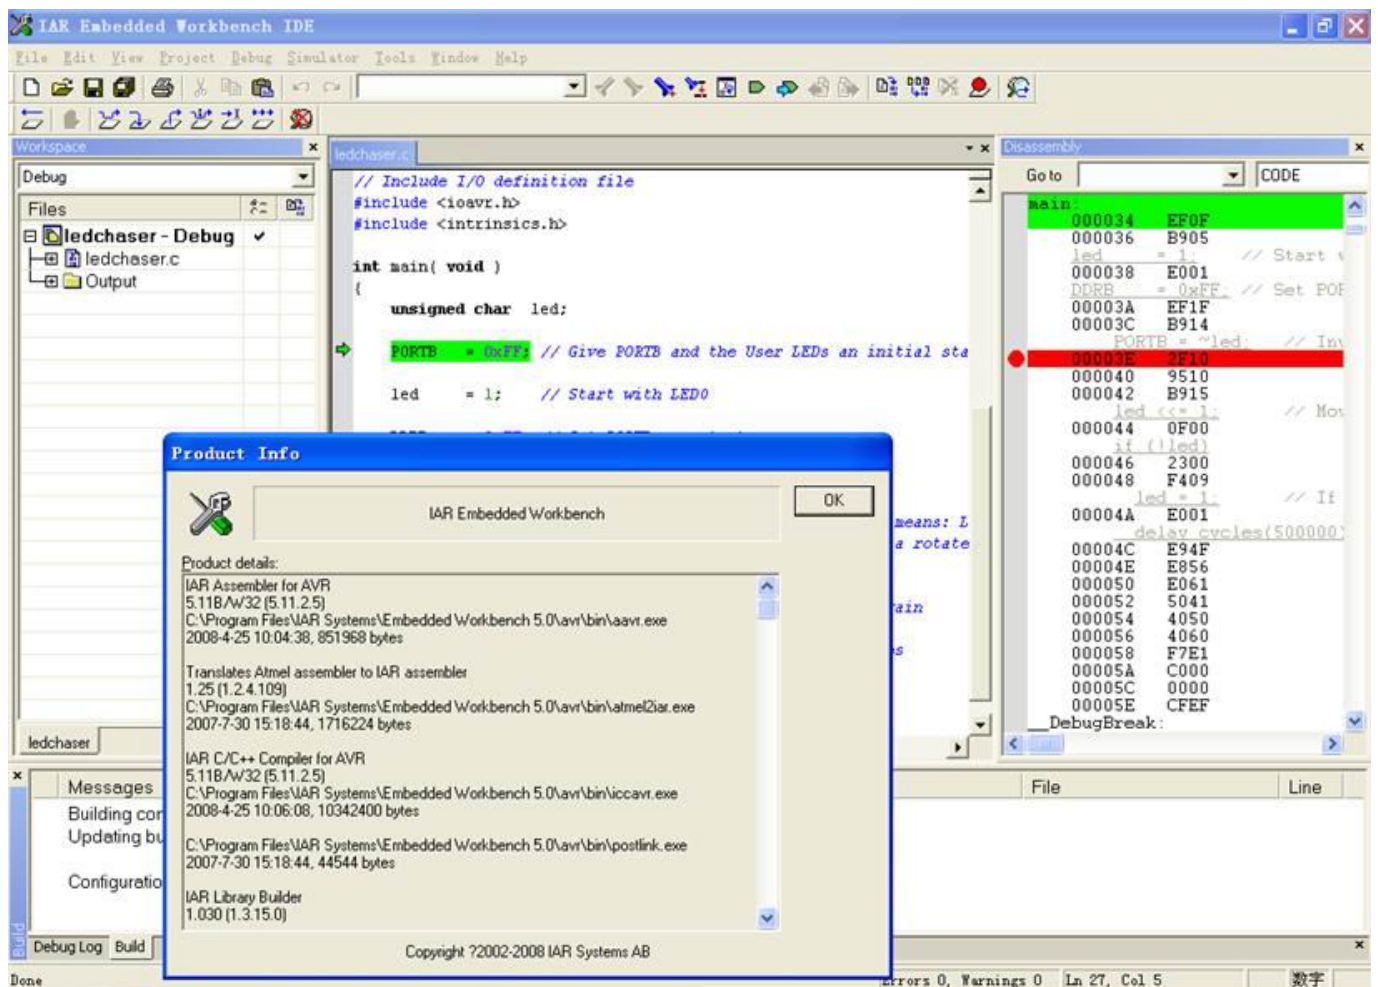 IAR Embedded Workbench IDE
File Edit View Project Debug Simulator Tools Window Help
Workspace
Debug
Files
ledchaser - Debug
ledchaser.c
Output
ledchaser
ledchaser.c
// Include I/O definition file
#include <ioavr.h>
#include <intrinsics.h>
int main( void )
{
unsigned char led;
PORTB = 0xFF; // Give PORTB and the User LEDs an initial sta
led = 1; // Start with LED0
means: L
a rotate
Disassembly
Go to
CODE
main:
000034 EF0F
000036 B905
led = 1; // Start
000038 E001
DDRB = 0xFF; // Set POR
00003A EF1F
00003C B914
PORTB = ~led; // Inv
00003E 2F10
000040 9510
000042 B915
led <<= 1; // Mov
000044 0F00
if (!led)
000046 2300
000048 F409
led = 1; // If
00004A E001
delay_cycles(500000)
00004C E94F
00004E E856
000050 E061
000052 5041
000054 4050
000056 4060
000058 F7E1
00005A C000
00005C 0000
00005E CFEF
__DebugBreak:
Product Info
IAR Embedded Workbench
OK
Product details:
IAR Assembler for AVR
5.11B/W32 (5.11.2.5)
C:\Program Files\IAR Systems\Embedded Workbench 5.0\avr\bin\aavr.exe
2008-4-25 10:04:38, 851968 bytes
Translates Atmel assembler to IAR assembler
1.25 (1.2.4.109)
C:\Program Files\IAR Systems\Embedded Workbench 5.0\avr\bin\atmel2iar.exe
2007-7-30 15:18:44, 1716224 bytes
IAR C/C++ Compiler for AVR
5.11B/W32 (5.11.2.5)
C:\Program Files\IAR Systems\Embedded Workbench 5.0\avr\bin\iccavr.exe
2008-4-25 10:06:08, 10342400 bytes
C:\Program Files\IAR Systems\Embedded Workbench 5.0\avr\bin\postlink.exe
2007-7-30 15:18:44, 44544 bytes
IAR Library Builder
1.030 (1.3.15.0)
Copyright ?2002-2008 IAR Systems AB
Messages File Line
Building con
Updating bu
Configuratio
Build
Debug Log Build
Done
Errors 0, Warnings 0 Ln 27, Col 5 数字